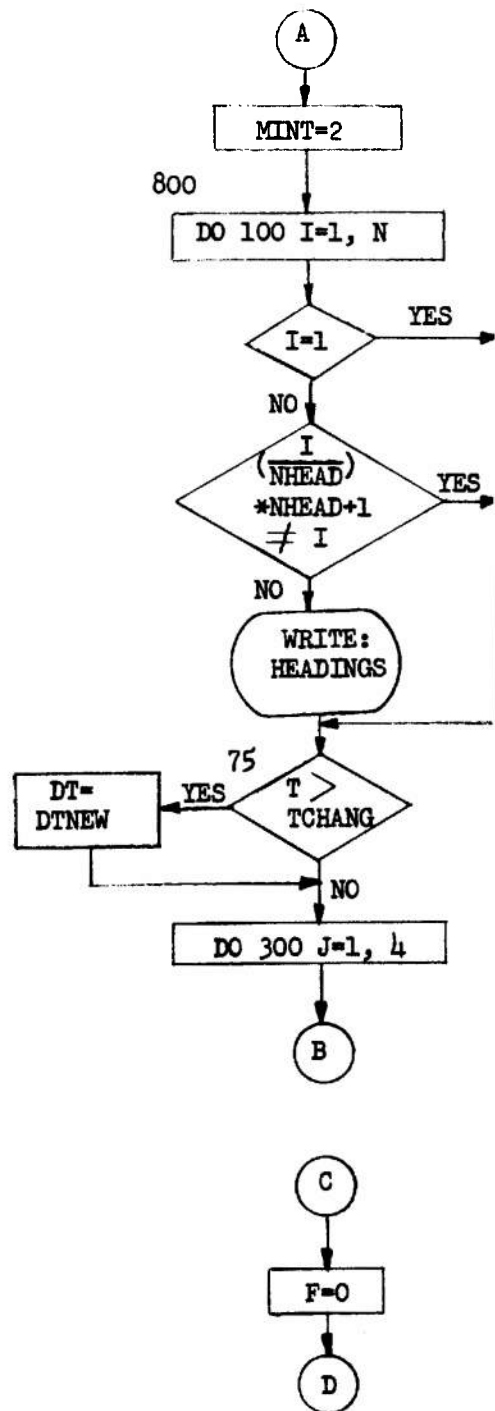 A
MINT=2
800
DO 100 I=1, N
I=1
YES
NO
(I
NHEAD)
*NHEAD+1
≠ I
YES
NO
WRITE:
HEADINGS
75
T >
TCHANG
YES
DT=
DTNEW
NO
DO 300 J=1, 4
B
C
F=0
D